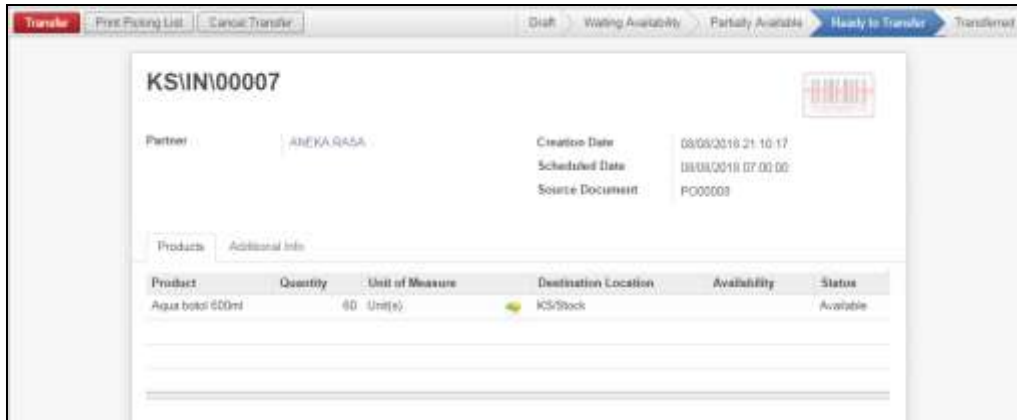 Transfer Print Picking List Cancel Transfer Draft Waiting Availability Partially Available Ready to Transfer Transferred
KS\IN\00007
Partner ANEKA RASA Creation Date 08/08/2018 21:10:17
Scheduled Date 08/08/2018 07:00:00
Source Document
Products Additional Info
Product Quantity Unit of Measure Destination Location Availability Status
Aqua botol 600ml 60 Unit(s) KS/Stock Available